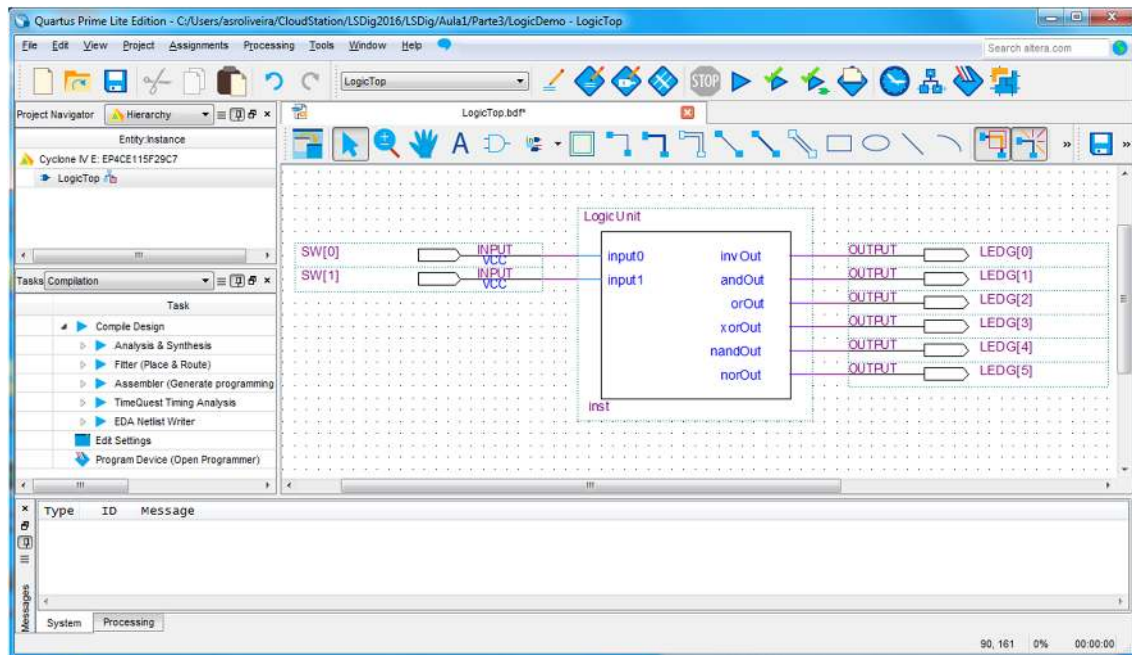 Quartus Prime Lite Edition - C:/Users/asroliveira/CloudStation/LSDig2016/LSDig/Aula1/Parte3/LogicDemo - LogicTop
File Edit View Project Assignments Processing Tools Window Help
Search altera.com
LogicTop
STOP
Project Navigator Hierarchy
LogicTop.bdf*
Entity:Instance
Cyclone IV E: EP4CE115F29C7
LogicTop
A
LogicUnit
SW[0] INPUT VCC input0 invOut OUTPUT LEDG[0]
SW[1] INPUT VCC input1 andOut OUTPUT LEDG[1]
orOut OUTPUT LEDG[2]
xorOut OUTPUT LEDG[3]
nandOut OUTPUT LEDG[4]
norOut OUTPUT LEDG[5]
inst
Tasks Compilation
Task
Compile Design
Analysis & Synthesis
Fitter (Place & Route)
Assembler (Generate programming
TimeQuest Timing Analysis
EDA Netlist Writer
Edit Settings
Program Device (Open Programmer)
Type ID Message
Messages
System Processing
90, 161 0% 00:00:00